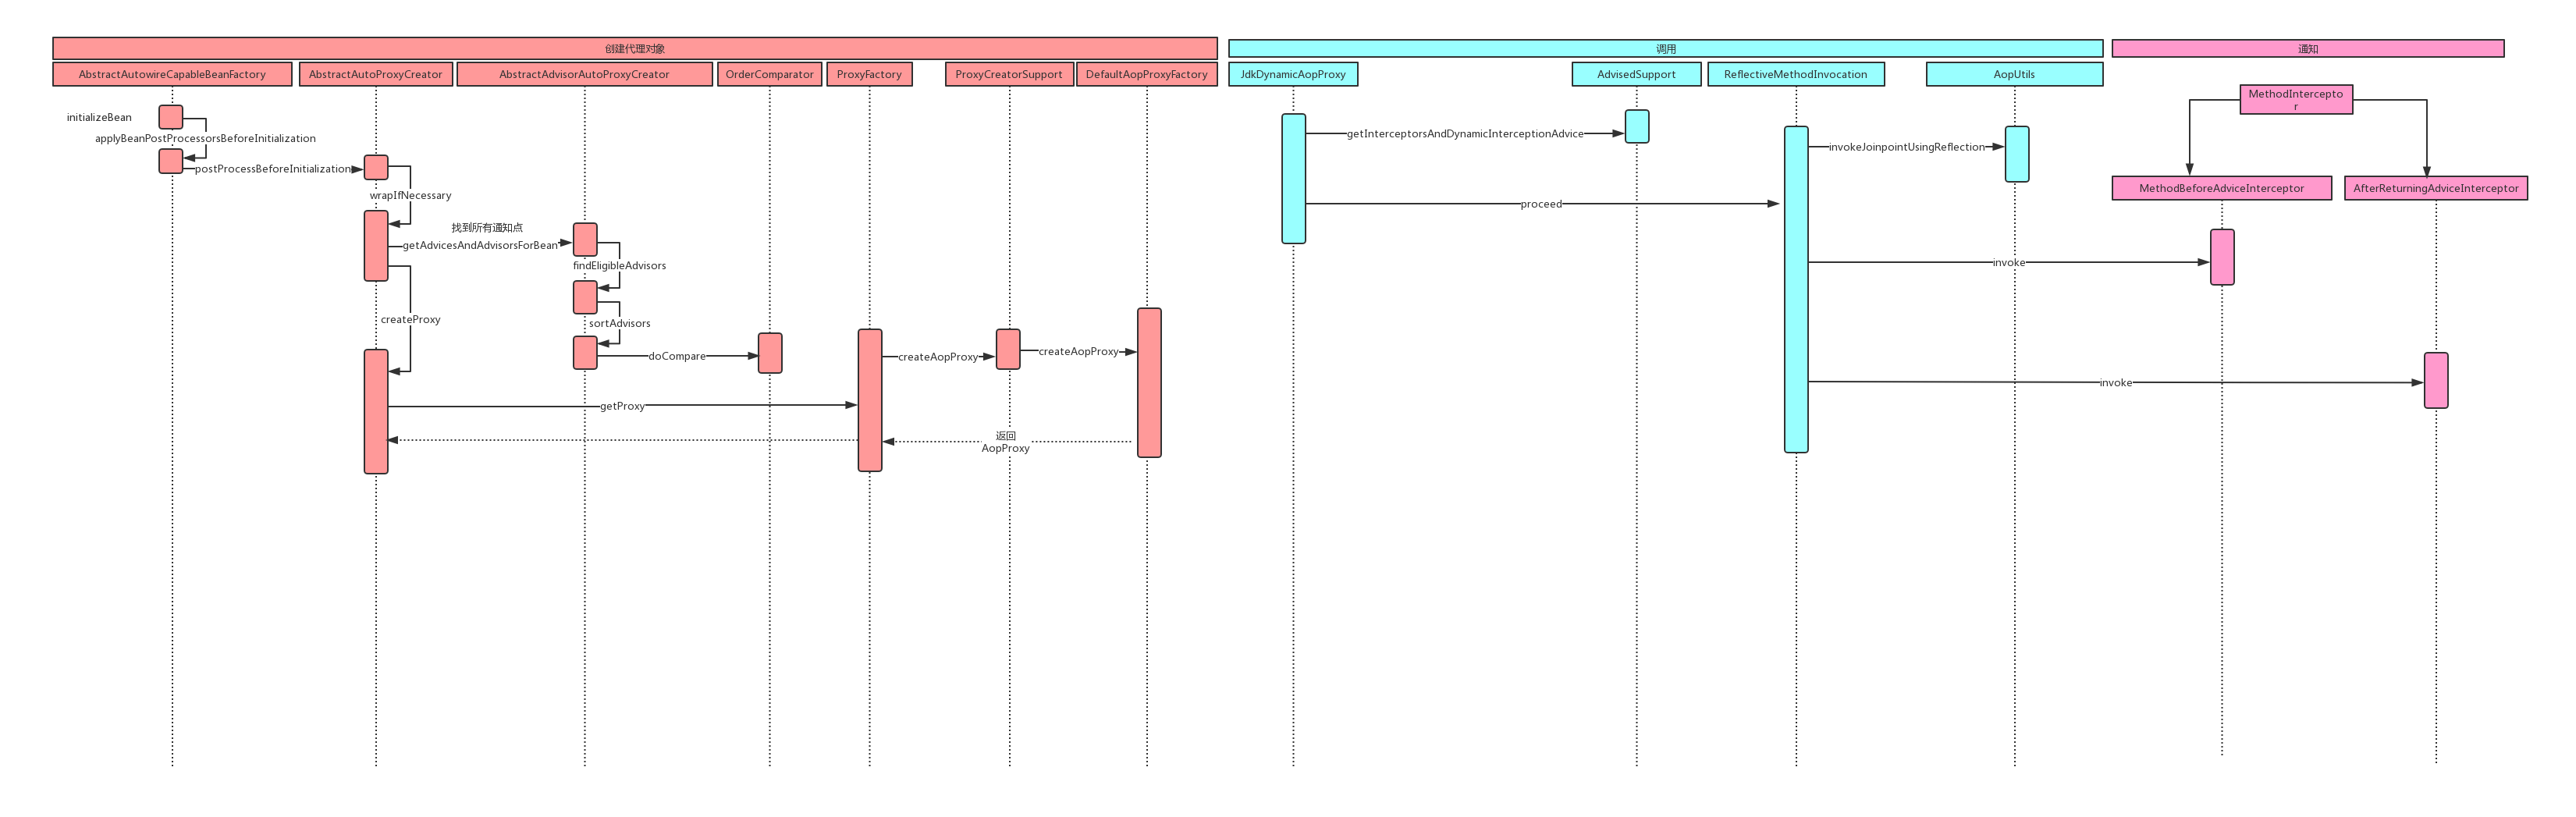 创建代理对象
调用
通知
AbstractAutowireCapableBeanFactory
AbstractAutoProxyCreator
AbstractAdvisorAutoProxyCreator
OrderComparator
ProxyFactory
ProxyCreatorSupport
DefaultAopProxyFactory
JdkDynamicAopProxy
AdvisedSupport
ReflectiveMethodInvocation
AopUtils
MethodIntercepto
r
initializeBean
applyBeanPostProcessorsBeforeInitialization
postProcessBeforeInitialization
wrapIfNecessary
找到所有通知点
getAdvicesAndAdvisorsForBean
findEligibleAdvisors
createProxy
sortAdvisors
doCompare
createAopProxy
createAopProxy
getProxy
返回
AopProxy
getInterceptorsAndDynamicInterceptionAdvice
invokeJoinpointUsingReflection
proceed
MethodBeforeAdviceInterceptor
AfterReturningAdviceInterceptor
invoke
invoke